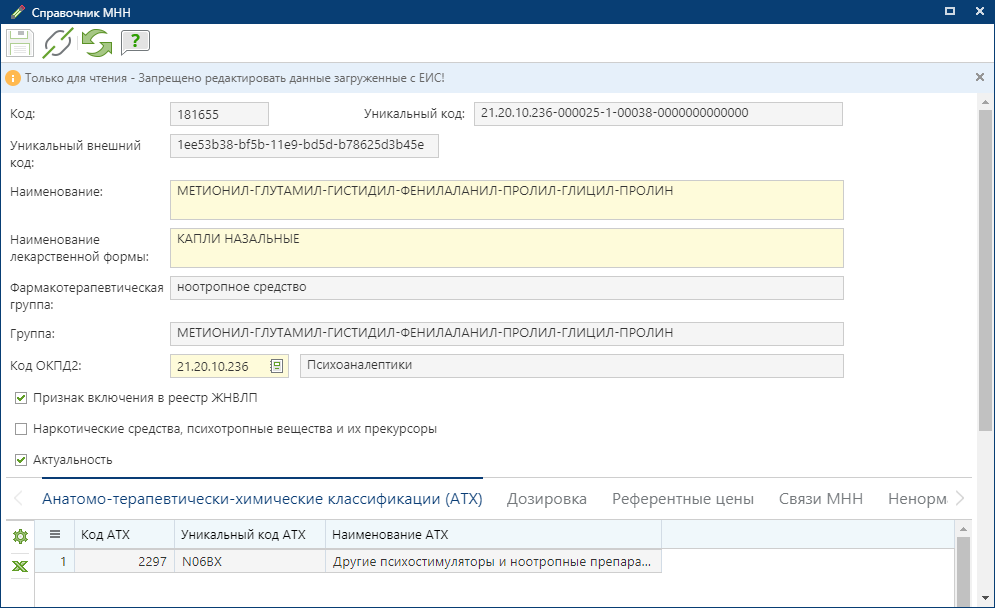 Справочник МНН
?
Только для чтения - Запрещено редактировать данные загруженные с ЕИС!
Код: 181655 Уникальный код: 21.20.10.236-000025-1-00038-0000000000000
Уникальный внешний код: 1ee53b38-bf5b-11e9-bd5d-b78625d3b45e
Наименование: МЕТИОНИЛ-ГЛУТАМИЛ-ГИСТИДИЛ-ФЕНИЛАЛАНИЛ-ПРОЛИЛ-ГЛИЦИЛ-ПРОЛИН
Наименование лекарственной формы: КАПЛИ НАЗАЛЬНЫЕ
Фармакотерапевтическая группа: ноотропное средство
Группа: МЕТИОНИЛ-ГЛУТАМИЛ-ГИСТИДИЛ-ФЕНИЛАЛАНИЛ-ПРОЛИЛ-ГЛИЦИЛ-ПРОЛИН
Код ОКПД2: 21.20.10.236 Психоаналептики
Признак включения в реестр ЖНВЛП
Наркотические средства, психотропные вещества и их прекурсоры
Актуальность
Анатомо-терапевтически-химические классификации (АТХ) Дозировка Референтные цены Связи МНН Ненорм
Код АТХ Уникальный код АТХ Наименование АТХ
1 2297 N06BX Другие психостимуляторы и ноотропные препара...